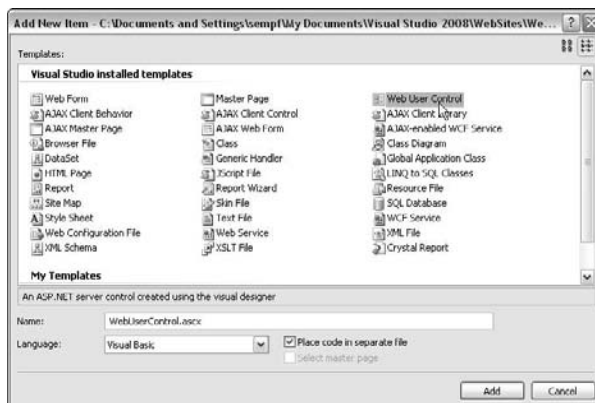 Add New Item - C:\Documents and Settings\sempf\My Documents\Visual Studio 2008\WebSites\We...
Templates:
Visual Studio installed templates
Web Form Master Page Web User Control
AJAX Client Behavior AJAX Client Control AJAX Client Library
AJAX Master Page AJAX Web Form AJAX-enabled WCF Service
Browser File Class Class Diagram
DataSet Generic Handler Global Application Class
HTML Page JScript File LINQ to SQL Classes
Report Report Wizard Resource File
Site Map Skin File SQL Database
Style Sheet Text File WCF Service
Web Configuration File Web Service XML File
XML Schema XSLT File Crystal Report
My Templates
An ASP.NET server control created using the visual designer
Name: WebUserControl.ascx
Language: Visual Basic Place code in separate file
Select master page
Add Cancel